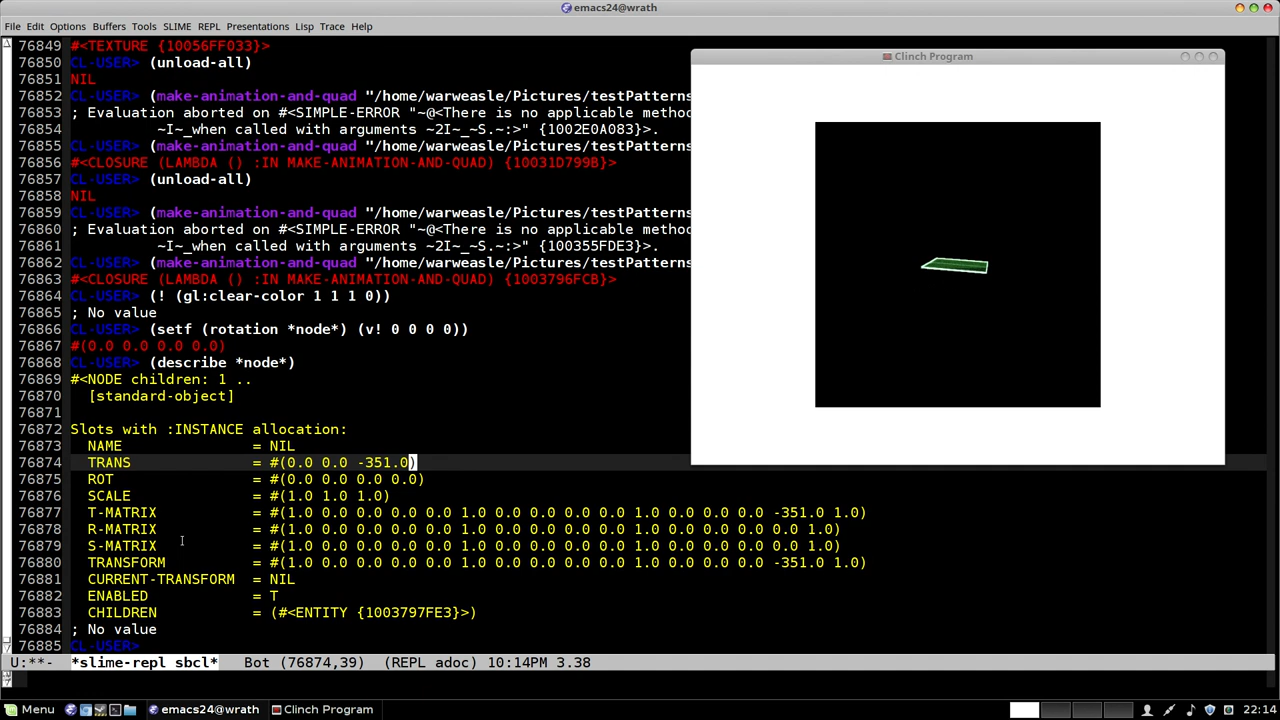 emacs24@wrath
File Edit Options Buffers Tools SLIME REPL Presentations Lisp Trace Help
76849 #<TEXTURE {10056FF033}>
76850 CL-USER> (unload-all)
76851 NIL
76852 CL-USER> (make-animation-and-quad "/home/warweasle/Pictures/testPatterns
76853 ; Evaluation aborted on #<SIMPLE-ERROR "~@<There is no applicable metho
76854 ~I~_when called with arguments ~2I~_~S.~:>" {1002E0A083}>.
76855 CL-USER> (make-animation-and-quad "/home/warweasle/Pictures/testPatterns
76856 #<CLOSURE (LAMBDA () :IN MAKE-ANIMATION-AND-QUAD) {10031D799B}>
76857 CL-USER> (unload-all)
76858 NIL
76859 CL-USER> (make-animation-and-quad "/home/warweasle/Pictures/testPatterns
76860 ; Evaluation aborted on #<SIMPLE-ERROR "~@<There is no applicable metho
76861 ~I~_when called with arguments ~2I~_~S.~:>" {100355FDE3}>.
76862 CL-USER> (make-animation-and-quad "/home/warweasle/Pictures/testPatterns
76863 #<CLOSURE (LAMBDA () :IN MAKE-ANIMATION-AND-QUAD) {1003796FCB}>
76864 CL-USER> (! (gl:clear-color 1 1 1 0))
76865 ; No value
76866 CL-USER> (setf (rotation *node*) (v! 0 0 0 0))
76867 #(0.0 0.0 0.0 0.0)
76868 CL-USER> (describe *node*)
76869 #<NODE children: 1 ..
76870 [standard-object]
76871
76872 Slots with :INSTANCE allocation:
76873 NAME = NIL
76874 TRANS = #(0.0 0.0 -351.0)
76875 ROT = #(0.0 0.0 0.0 0.0)
76876 SCALE = #(1.0 1.0 1.0)
76877 T-MATRIX = #(1.0 0.0 0.0 0.0 0.0 1.0 0.0 0.0 0.0 0.0 1.0 0.0 0.0 0.0 -351.0 1.0)
76878 R-MATRIX = #(1.0 0.0 0.0 0.0 0.0 1.0 0.0 0.0 0.0 0.0 1.0 0.0 0.0 0.0 0.0 1.0)
76879 S-MATRIX = #(1.0 0.0 0.0 0.0 0.0 1.0 0.0 0.0 0.0 0.0 1.0 0.0 0.0 0.0 0.0 1.0)
76880 TRANSFORM = #(1.0 0.0 0.0 0.0 0.0 1.0 0.0 0.0 0.0 0.0 1.0 0.0 0.0 0.0 -351.0 1.0)
76881 CURRENT-TRANSFORM = NIL
76882 ENABLED = T
76883 CHILDREN = (#<ENTITY {1003797FE3}>)
76884 ; No value
76885 CL-USER>
Clinch Program
U:**- *slime-repl sbcl* Bot (76874,39) (REPL adoc) 10:14PM 3.38
Menu emacs24@wrath Clinch Program 22:14